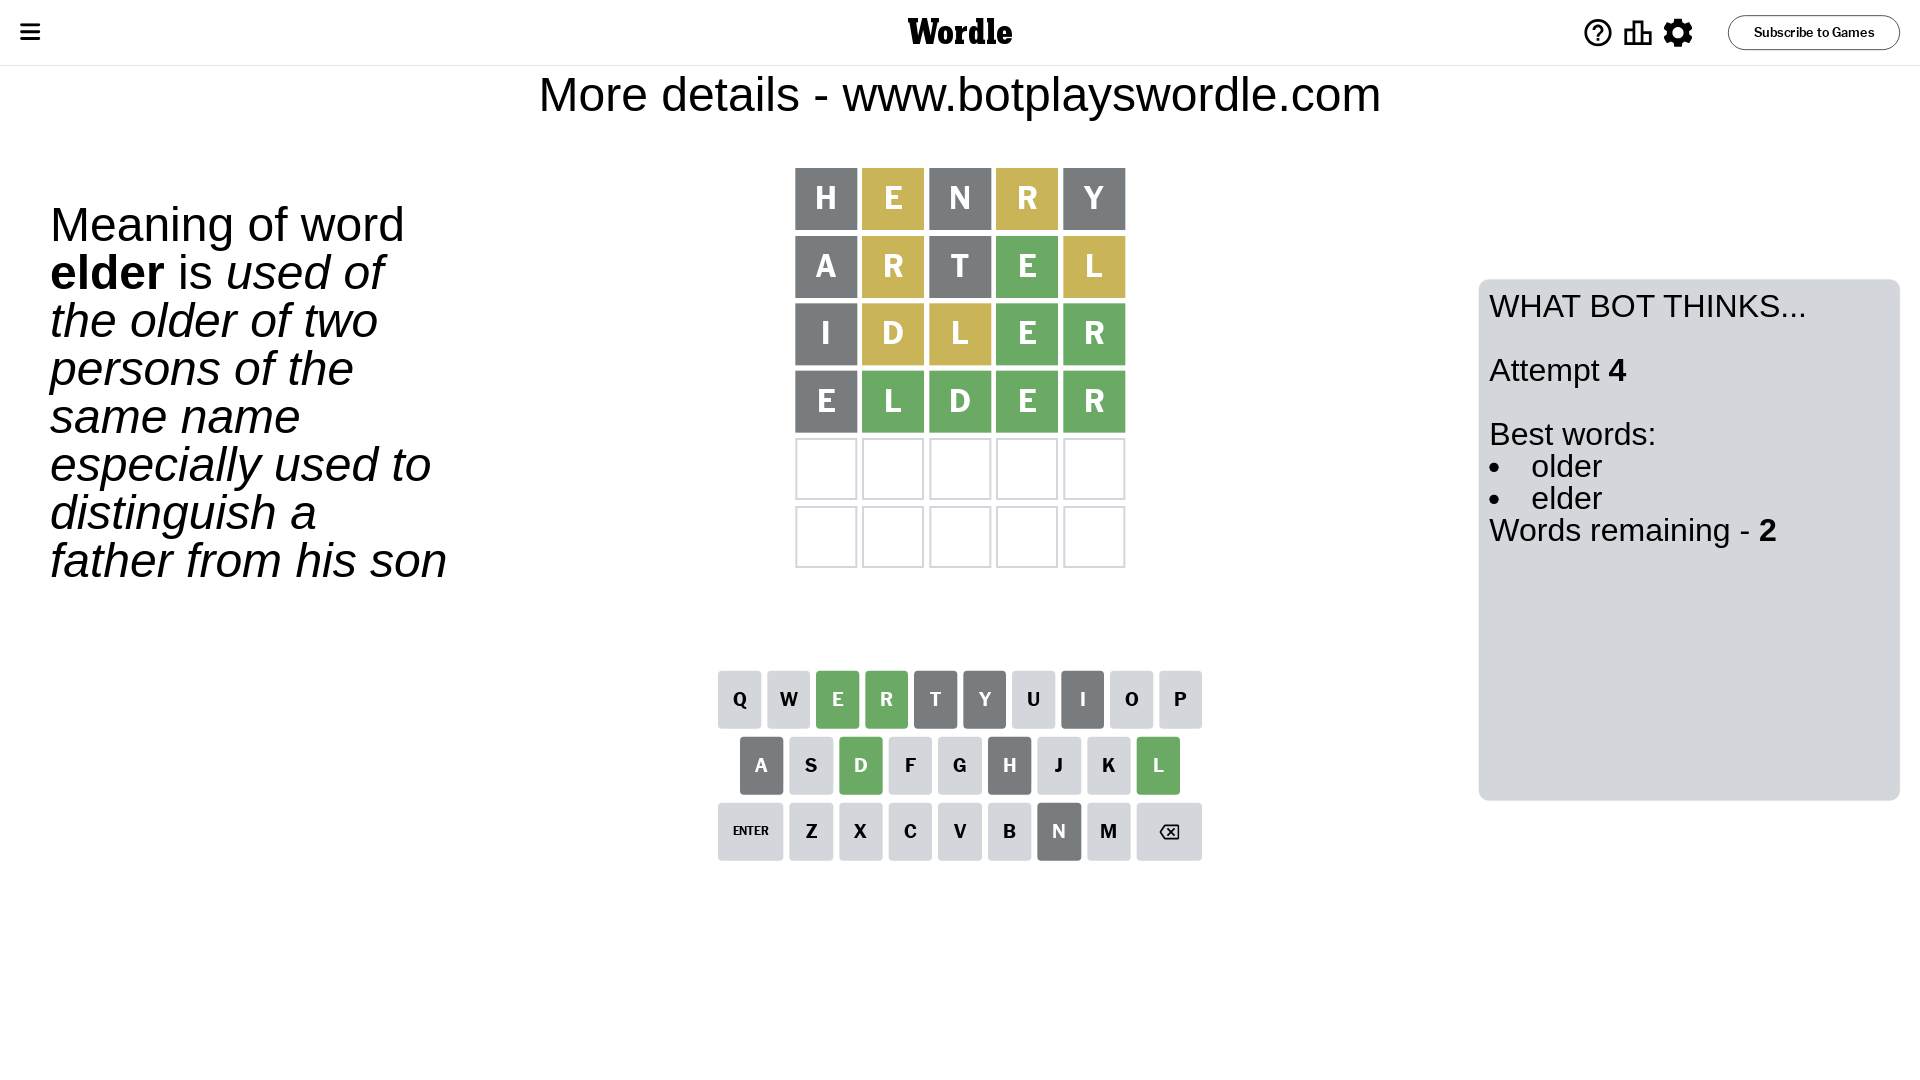 Wordle
Subscribe to Games
More details - www.botplayswordle.com
Meaning of word
elder is used of
the older of two
persons of the
same name
especially used to
distinguish a
father from his son
H E N R Y
A R T E L
I D L E R
E L D E R
WHAT BOT THINKS...
Attempt 4
Best words:
• older
• elder
Words remaining - 2
Q W E R T Y U I O P
A S D F G H J K L
ENTER Z X C V B N M